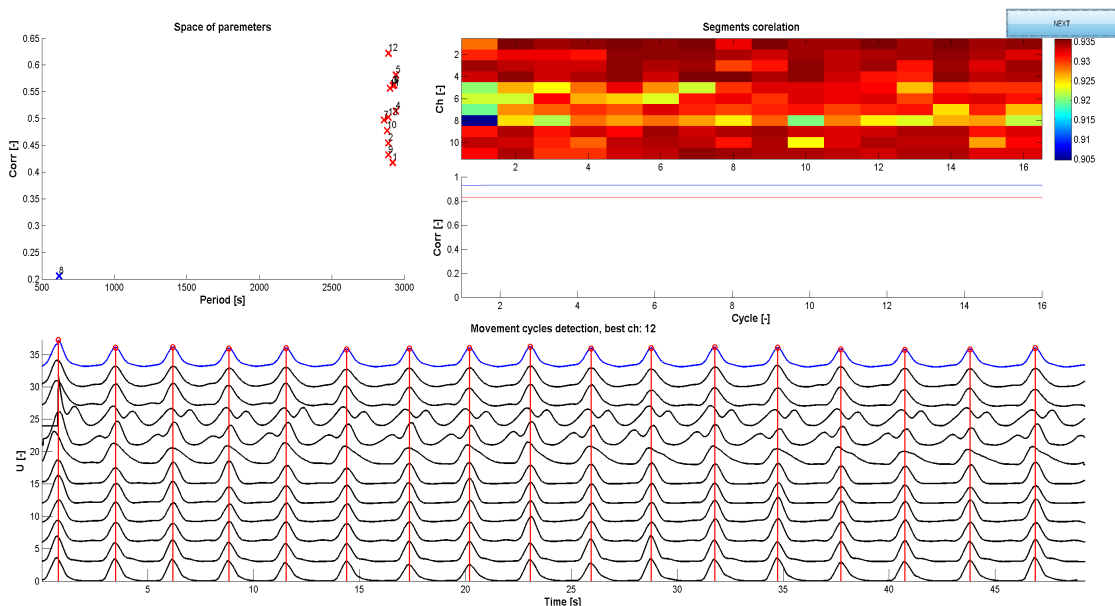 Space of paremeters
0.65
0.6
0.55
0.5
0.45
0.4
0.35
0.3
0.25
0.2
Corr [-]
12
5
4
10
2
9
1
8
500 1000 1500 2000 2500 3000
Period [s]
Segments corelation
NEXT
2
4
6
8
10
Ch [-]
2 4 6 8 10 12 14 16
0.935
0.93
0.925
0.92
0.915
0.91
0.905
1
0.8
0.6
0.4
0.2
0
Corr [-]
2 4 6 8 10 12 14 16
Cycle [-]
Movement cycles detection, best ch: 12
35
30
25
20
15
10
5
0
U [-]
5 10 15 20 25 30 35 40 45
Time [s]